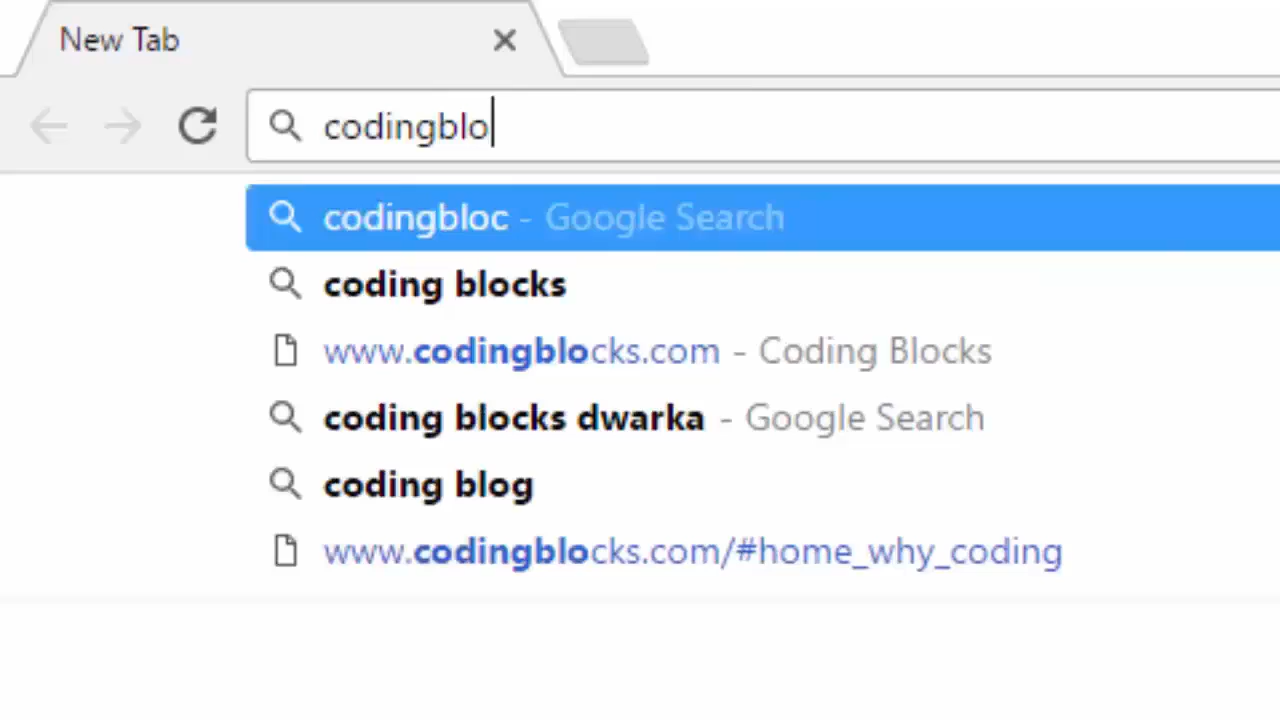 New Tab
codingblo
codingbloc - Google Search
coding blocks
www.codingblocks.com - Coding Blocks
coding blocks dwarka - Google Search
coding blog
www.codingblocks.com/#home_why_coding